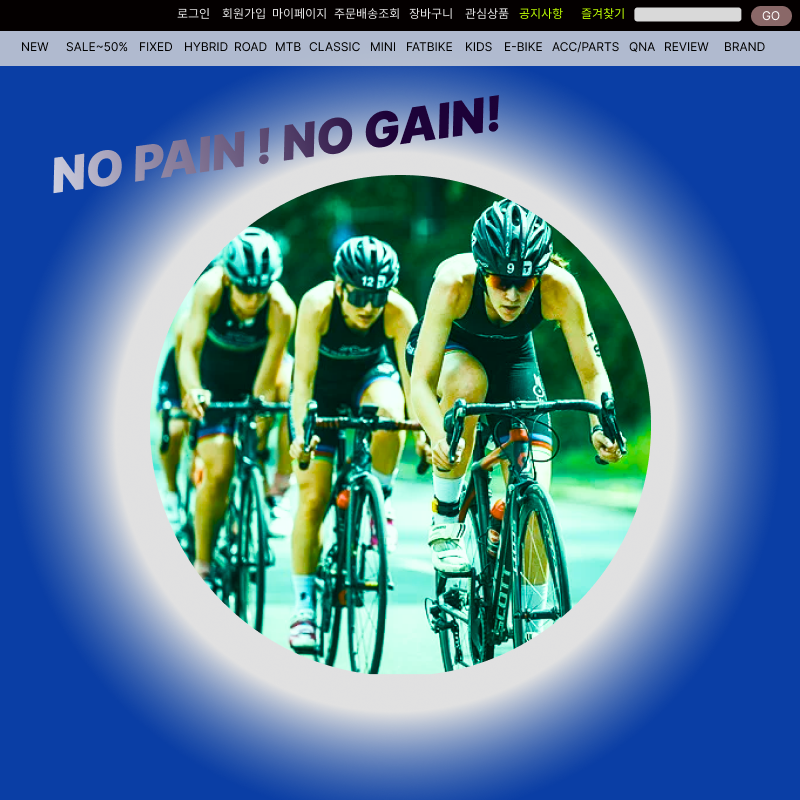 로그인 회원가입 마이페이지 주문배송조회 장바구니 관심상품 공지사항 즐겨찾기 GO
NEW SALE~50% FIXED HYBRID ROAD MTB CLASSIC MINI FATBIKE KIDS E-BIKE ACC/PARTS QNA REVIEW BRAND
NO PAIN ! NO GAIN!
12
9